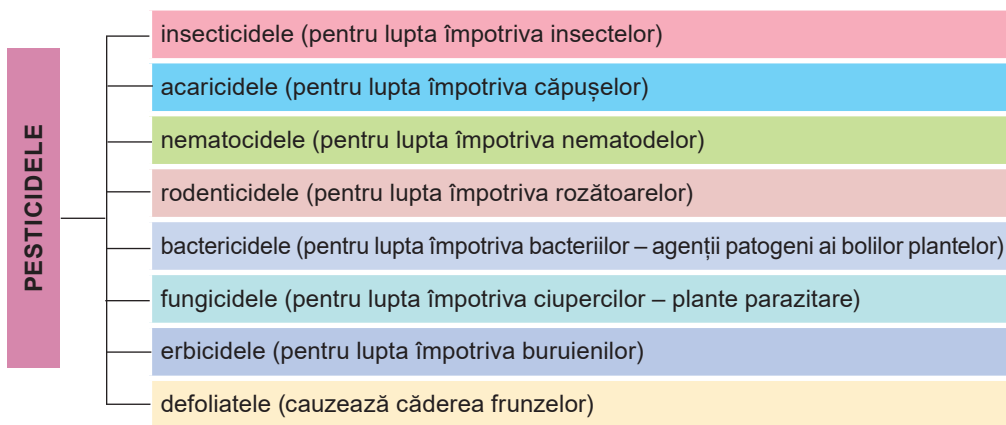 PESTICIDELE
insecticidele (pentru lupta împotriva insectelor)
acaricidele (pentru lupta împotriva căpușelor)
nematocidele (pentru lupta împotriva nematodelor)
rodenticidele (pentru lupta împotriva rozătoarelor)
bactericidele (pentru lupta împotriva bacteriilor – agenții patogeni ai bolilor plantelor)
fungicidele (pentru lupta împotriva ciupercilor – plante parazitare)
erbicidele (pentru lupta împotriva buruienilor)
defoliatele (cauzează căderea frunzelor)